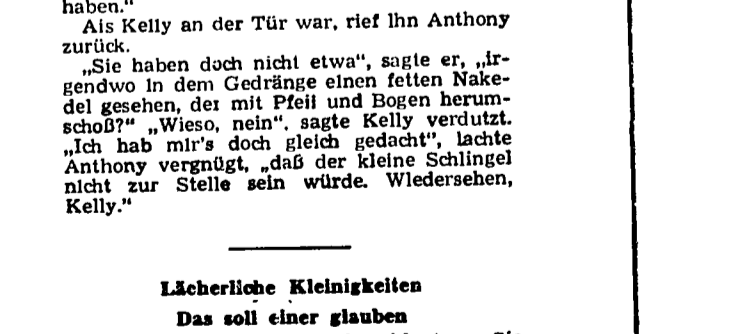 haben."
Als Kelly an der Tür war, rief ihn Anthony
zurück.
„Sie haben doch nicht etwa“, sagte er, „ir-
gendwo in dem Gedränge einen fetten Nake-
del gesehen, der mit Pfeil und Bogen herum-
schoß?“ „Wieso, nein“, sagte Kelly verdutzt.
„Ich hab mir's doch gleich gedacht“, lachte
Anthony vergnügt, „daß der kleine Schlingel
nicht zur Stelle sein würde. Wiedersehen,
Kelly.“
Lächerliche Kleinigkeiten
Das soll einer glauben